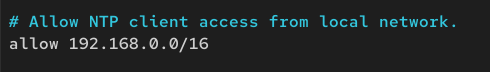 # Allow NTP client access from local network.
allow 192.168.0.0/16